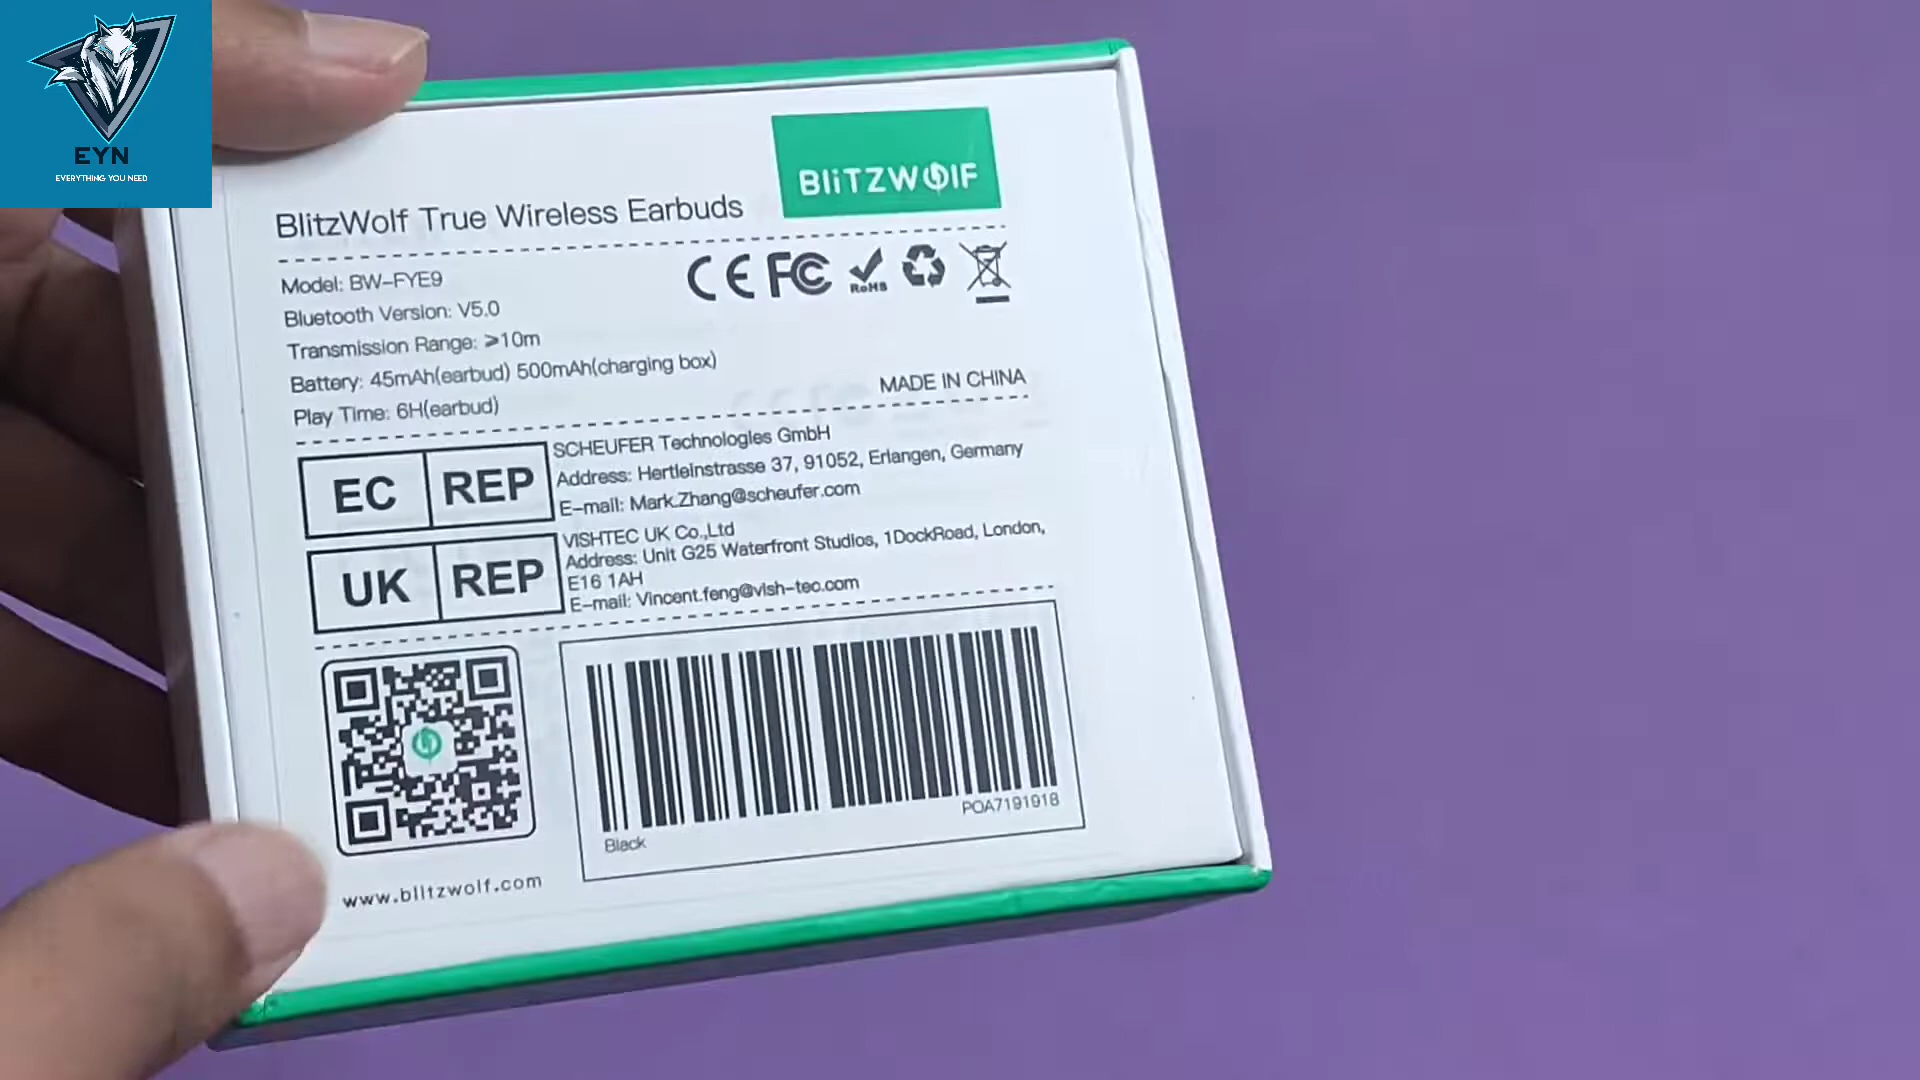 EYN
EVERYTHING YOU NEED
BLITZWOLF
BlitzWolf True Wireless Earbuds
Model: BW-FYE9
Bluetooth Version: V5.0
Transmission Range: ⩾10m
Battery: 45mAh(earbud) 500mAh(charging box)
Play Time: 6H(earbud)
CE FC RoHS
MADE IN CHINA
EC REP
SCHEUFER Technologies GmbH
Address: Hertleinstrasse 37, 91052, Erlangen, Germany
E-mail: Mark.Zhang@scheufer.com
UK REP
VISHTEC UK Co.,Ltd
Address: Unit G25 Waterfront Studios, 1DockRoad, London,
E16 1AH
E-mail: Vincent.feng@vish-tec.com
POA7191918
Black
www.blitzwolf.com